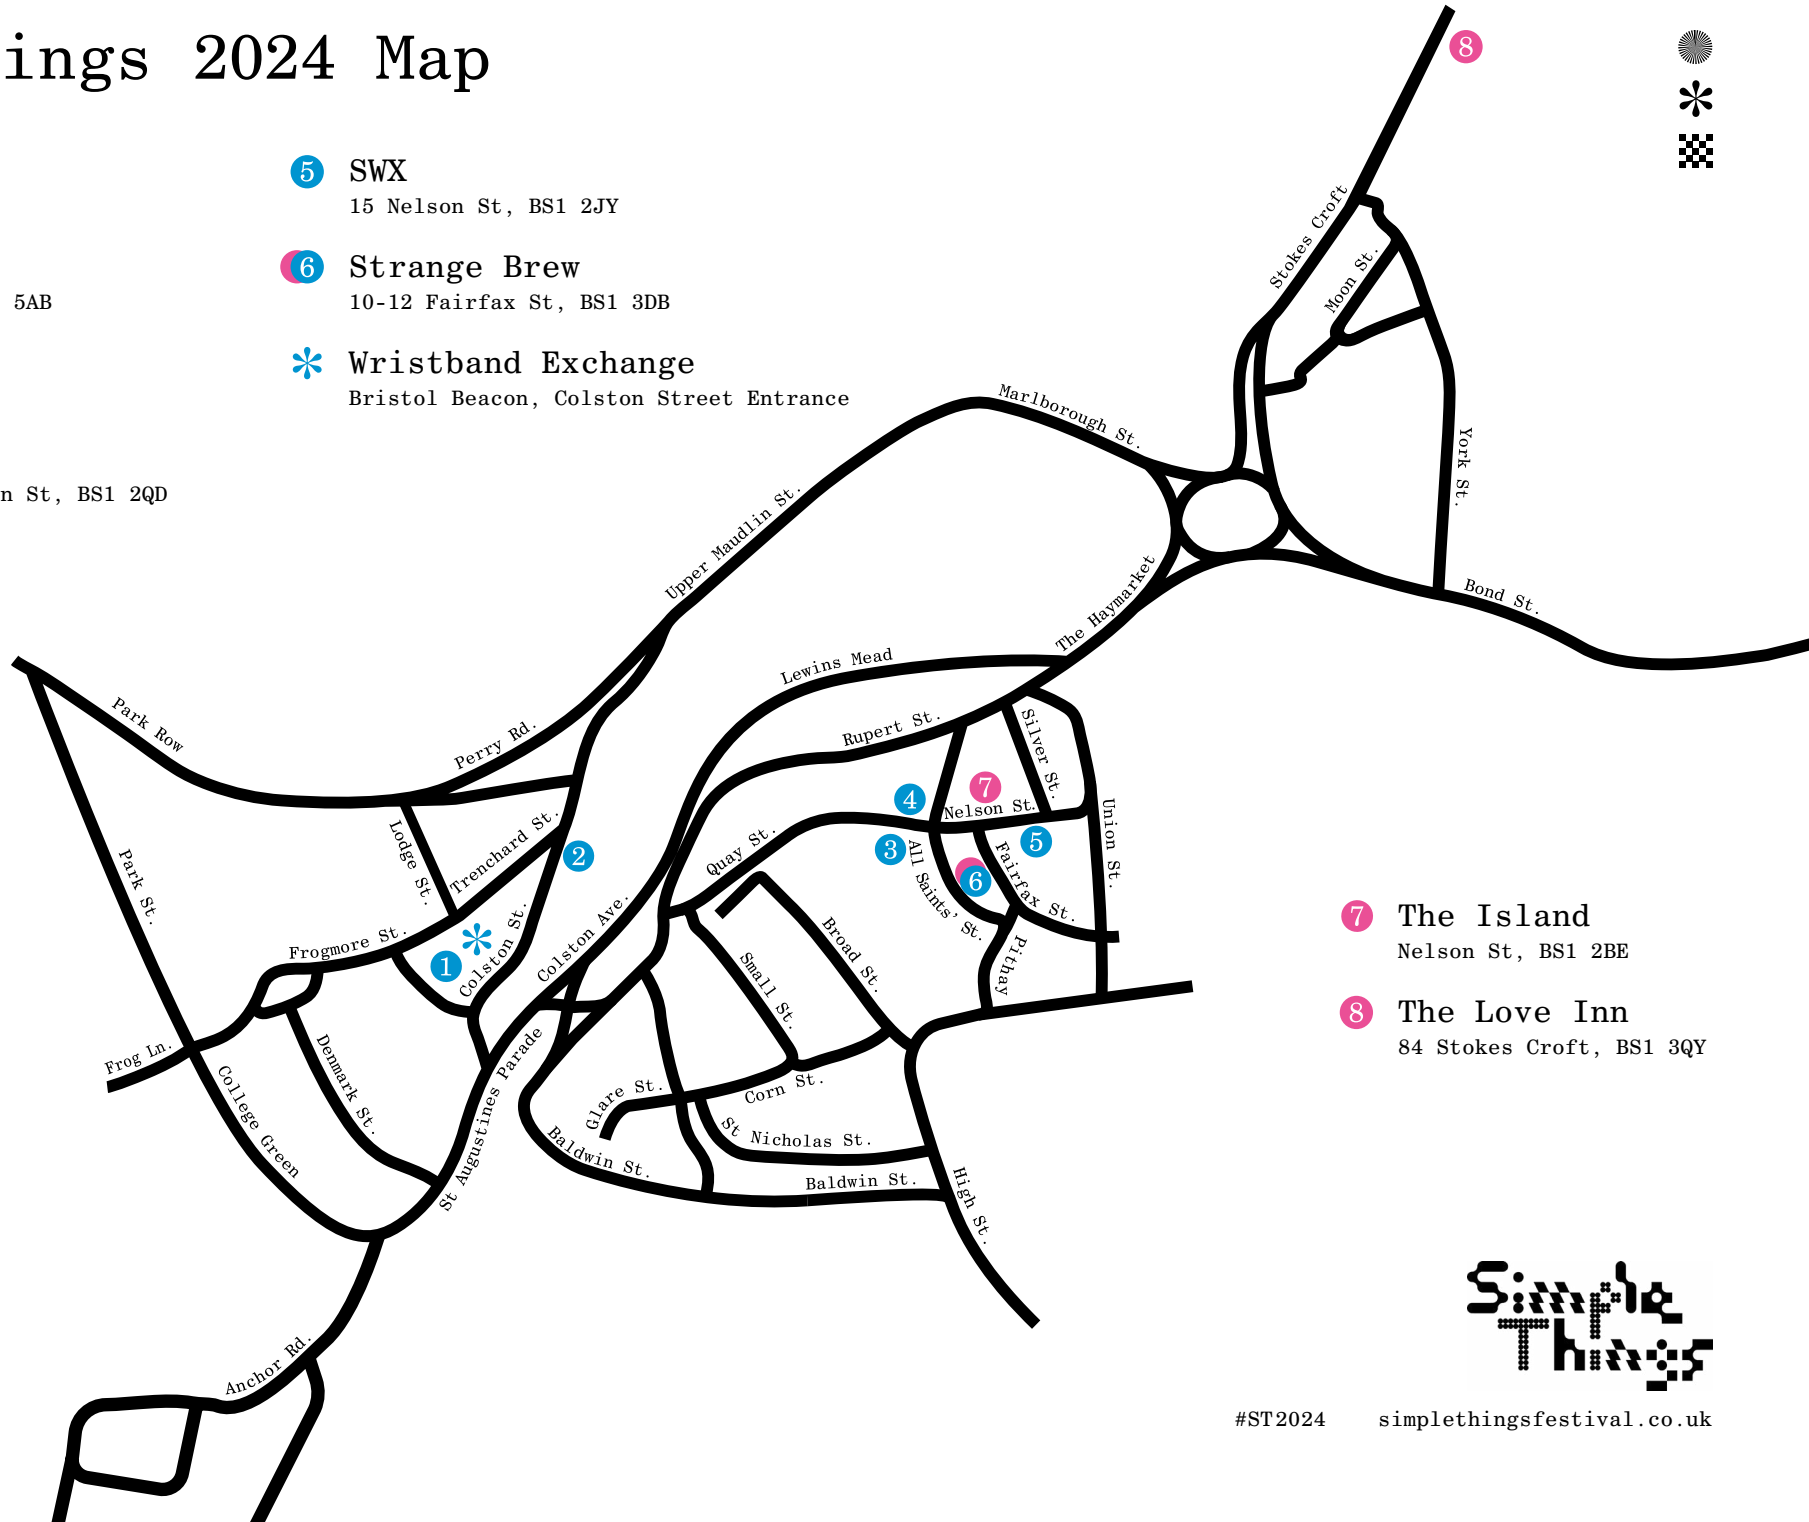 ings 2024 Map
5 SWX
15 Nelson St, BS1 2JY
6 Strange Brew
10-12 Fairfax St, BS1 3DB
5AB
Wristband Exchange
Bristol Beacon, Colston Street Entrance
n St, BS1 2QD
8
Stokes Croft
Moon St.
Marlborough St.
York St.
Upper Maudlin St.
The Haymarket
Bond St.
Lewins Mead
Park Row
Perry Rd.
Rupert St.
Silver St.
7
4
Nelson St.
Union St.
Lodge St.
Trenchard St.
2
Quay St.
3
5
All Saints' St.
6
Fairfax St.
Park St.
Frogmore St.
1
Colston St.
Colston Ave.
Broad St.
Small St.
Pithay
Frog Ln.
Denmark St.
College Green
St Augustines Parade
Glare St.
Corn St.
St Nicholas St.
Baldwin St.
Baldwin St.
High St.
Anchor Rd.
7 The Island
Nelson St, BS1 2BE
8 The Love Inn
84 Stokes Croft, BS1 3QY
Simple
Things
#ST2024 simplethingsfestival.co.uk